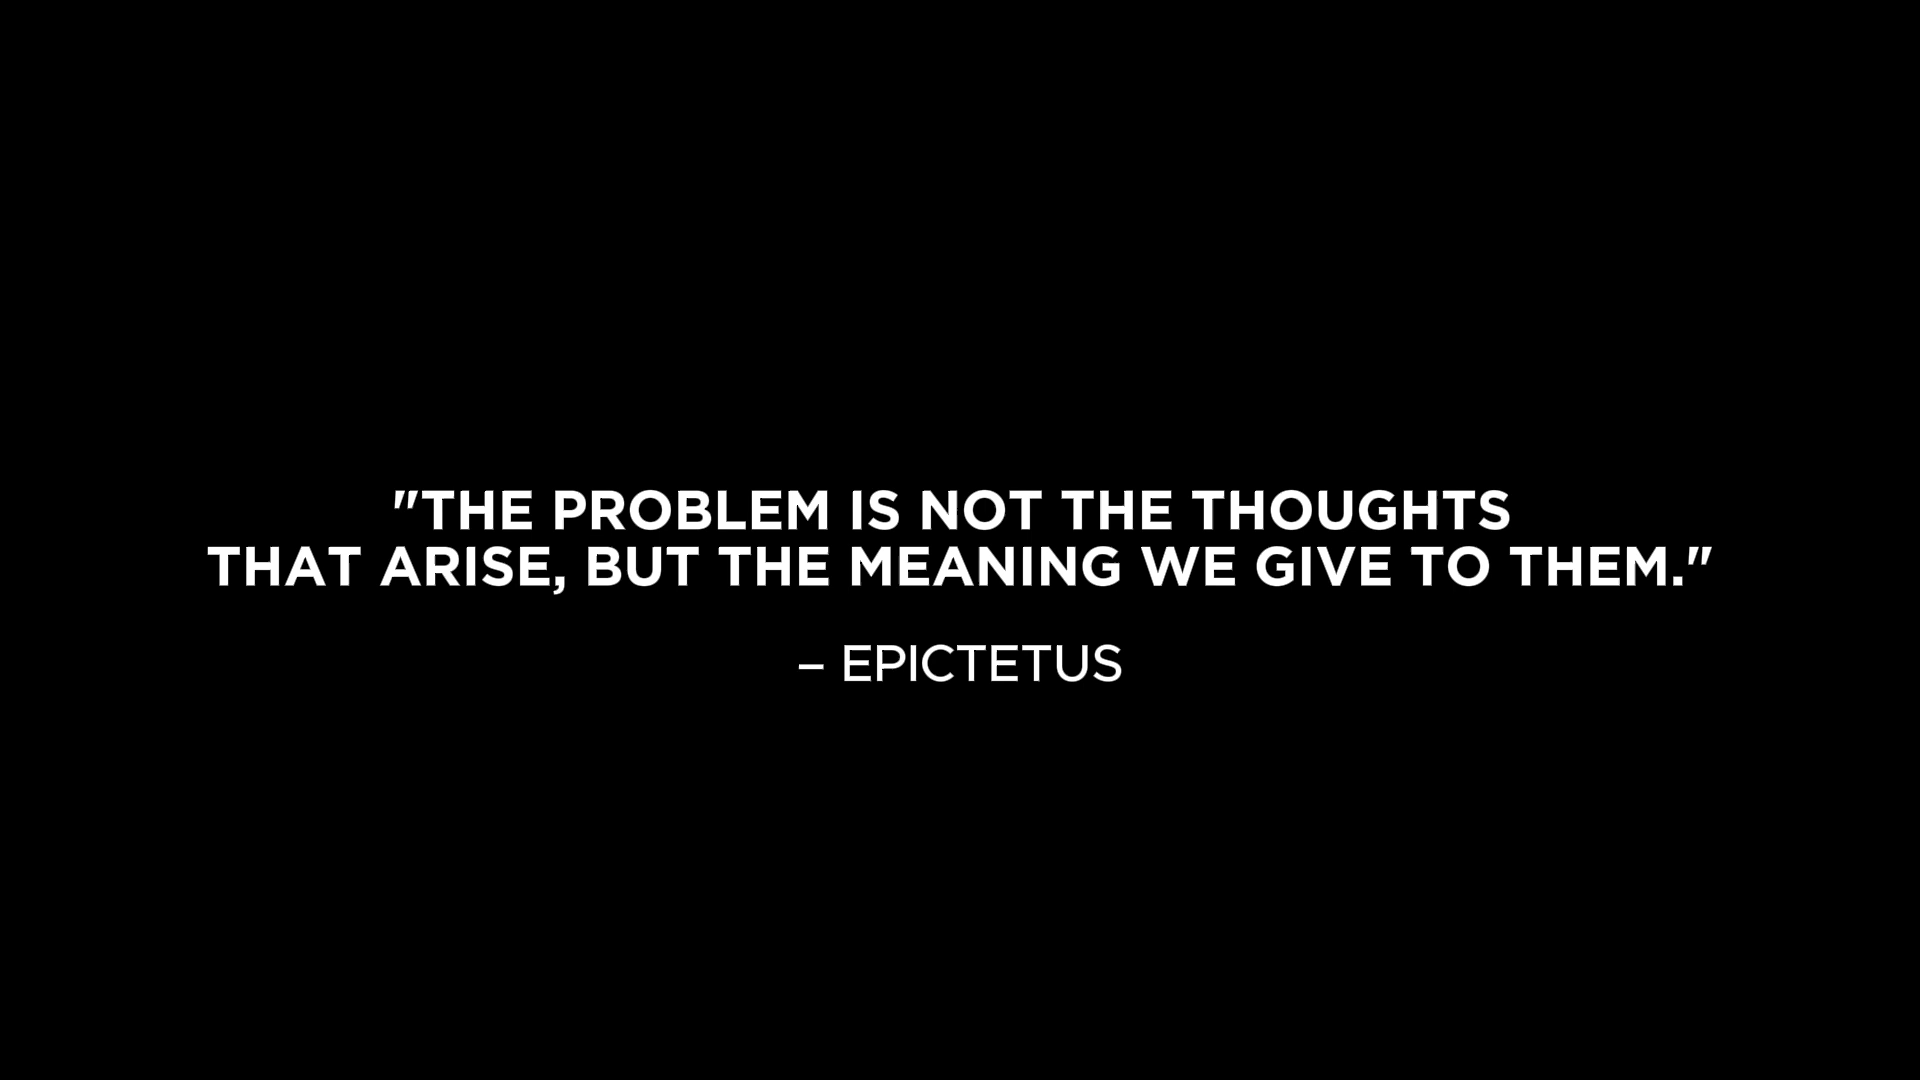 "THE PROBLEM IS NOT THE THOUGHTS
THAT ARISE, BUT THE MEANING WE GIVE TO THEM."
– EPICTETUS